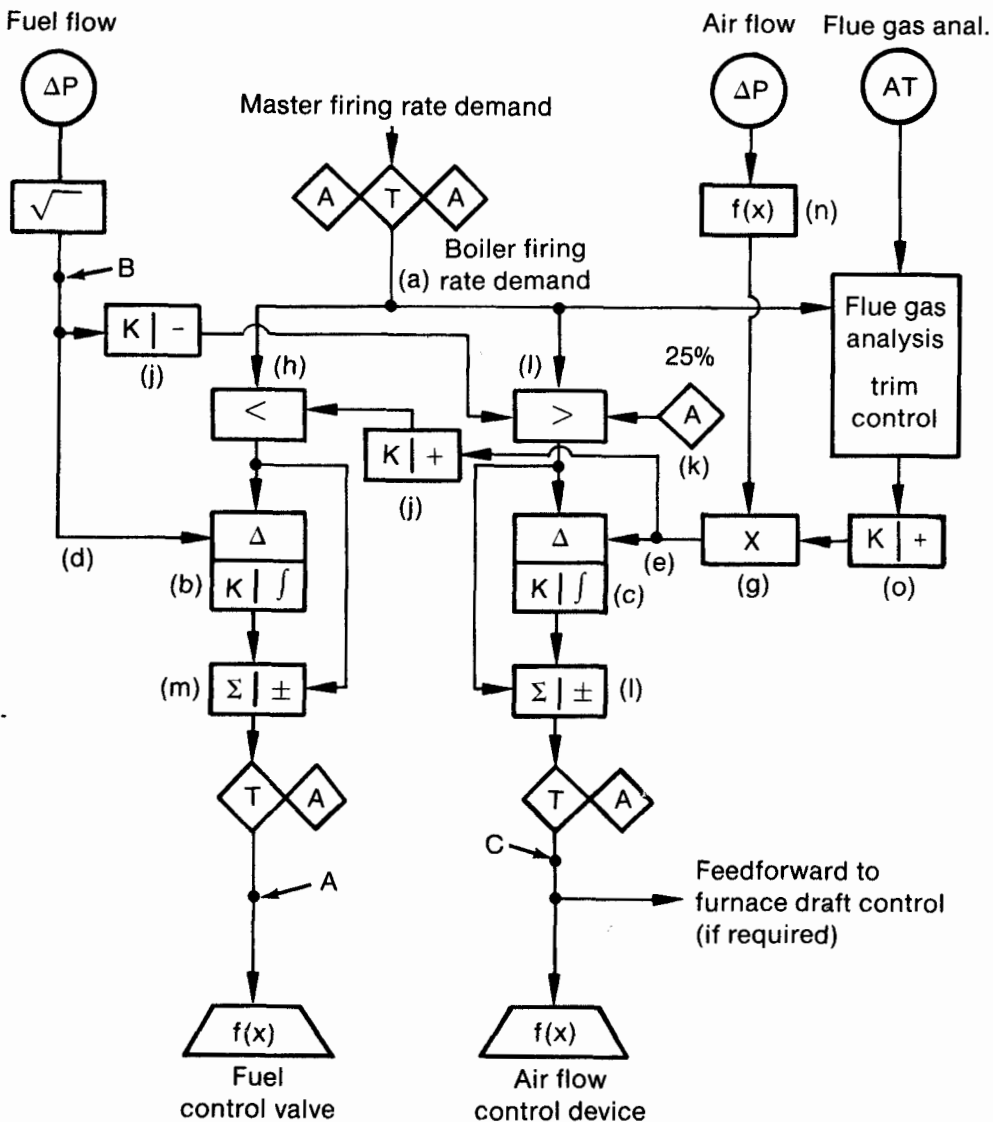 Fuel flow
Air flow
Flue gas anal.
ΔP
ΔP
AT
Master firing rate demand
A
T
A
√
f(x)
(n)
B
Boiler firing
rate demand
(a)
K | -
(j)
(h)
(l)
25%
Flue gas
analysis
trim
control
<
>
A
(k)
K | +
(j)
(d)
Δ
K | ∫
(b)
Δ
K | ∫
(c)
(e)
X
(g)
K | +
(o)
(m)
Σ | ±
Σ | ±
(l)
T
A
T
A
C
A
Feedforward to
furnace draft control
(if required)
f(x)
f(x)
Fuel
control valve
Air flow
control device